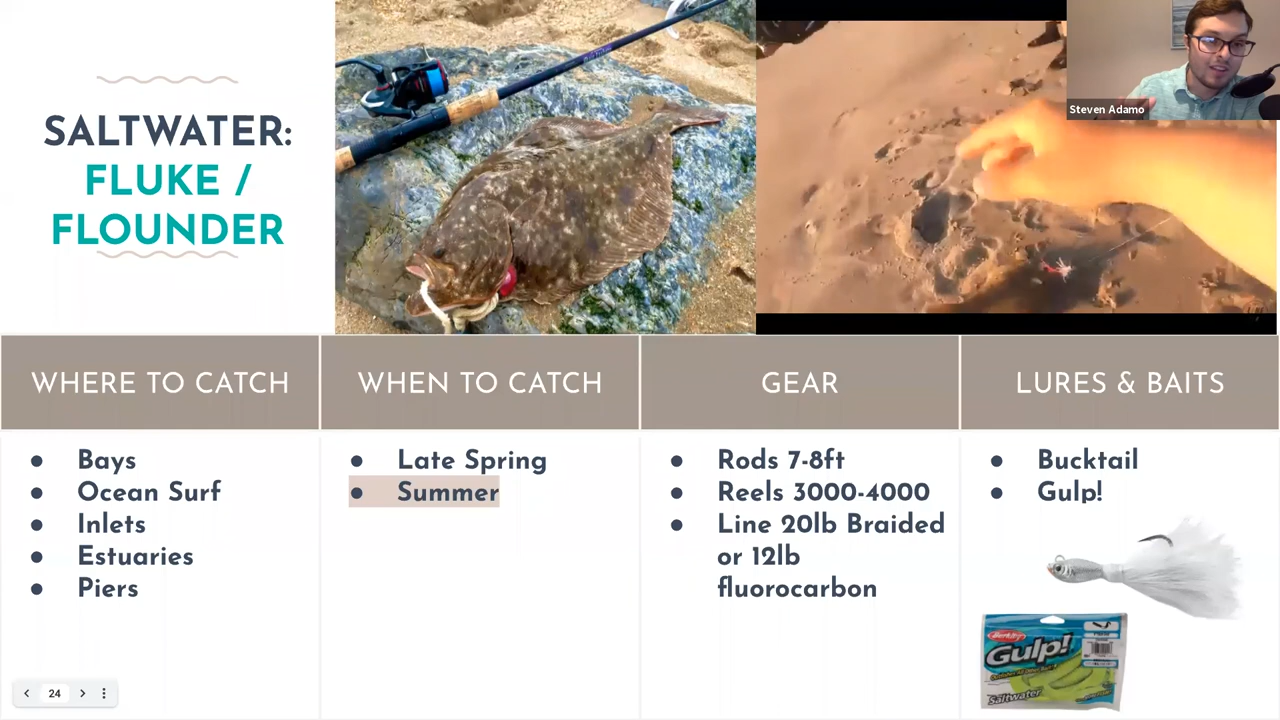 SALTWATER:
FLUKE /
FLOUNDER
Steven Adamo
WHERE TO CATCH
Bays
Ocean Surf
Inlets
Estuaries
Piers
WHEN TO CATCH
Late Spring
Summer
GEAR
Rods 7-8ft
Reels 3000-4000
Line 20lb Braided
or 12lb
fluorocarbon
LURES & BAITS
Bucktail
Gulp!
Berkley
Gulp!
Saltwater
24